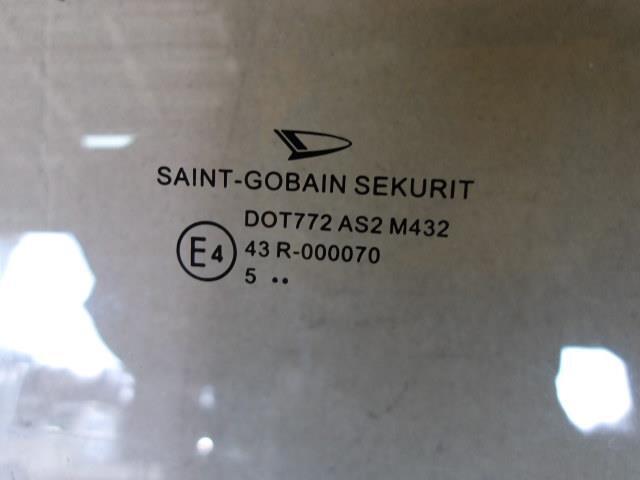 SAINT-GOBAIN SEKURIT
DOT772 AS2 M432
E4
43 R-000070
5 ..